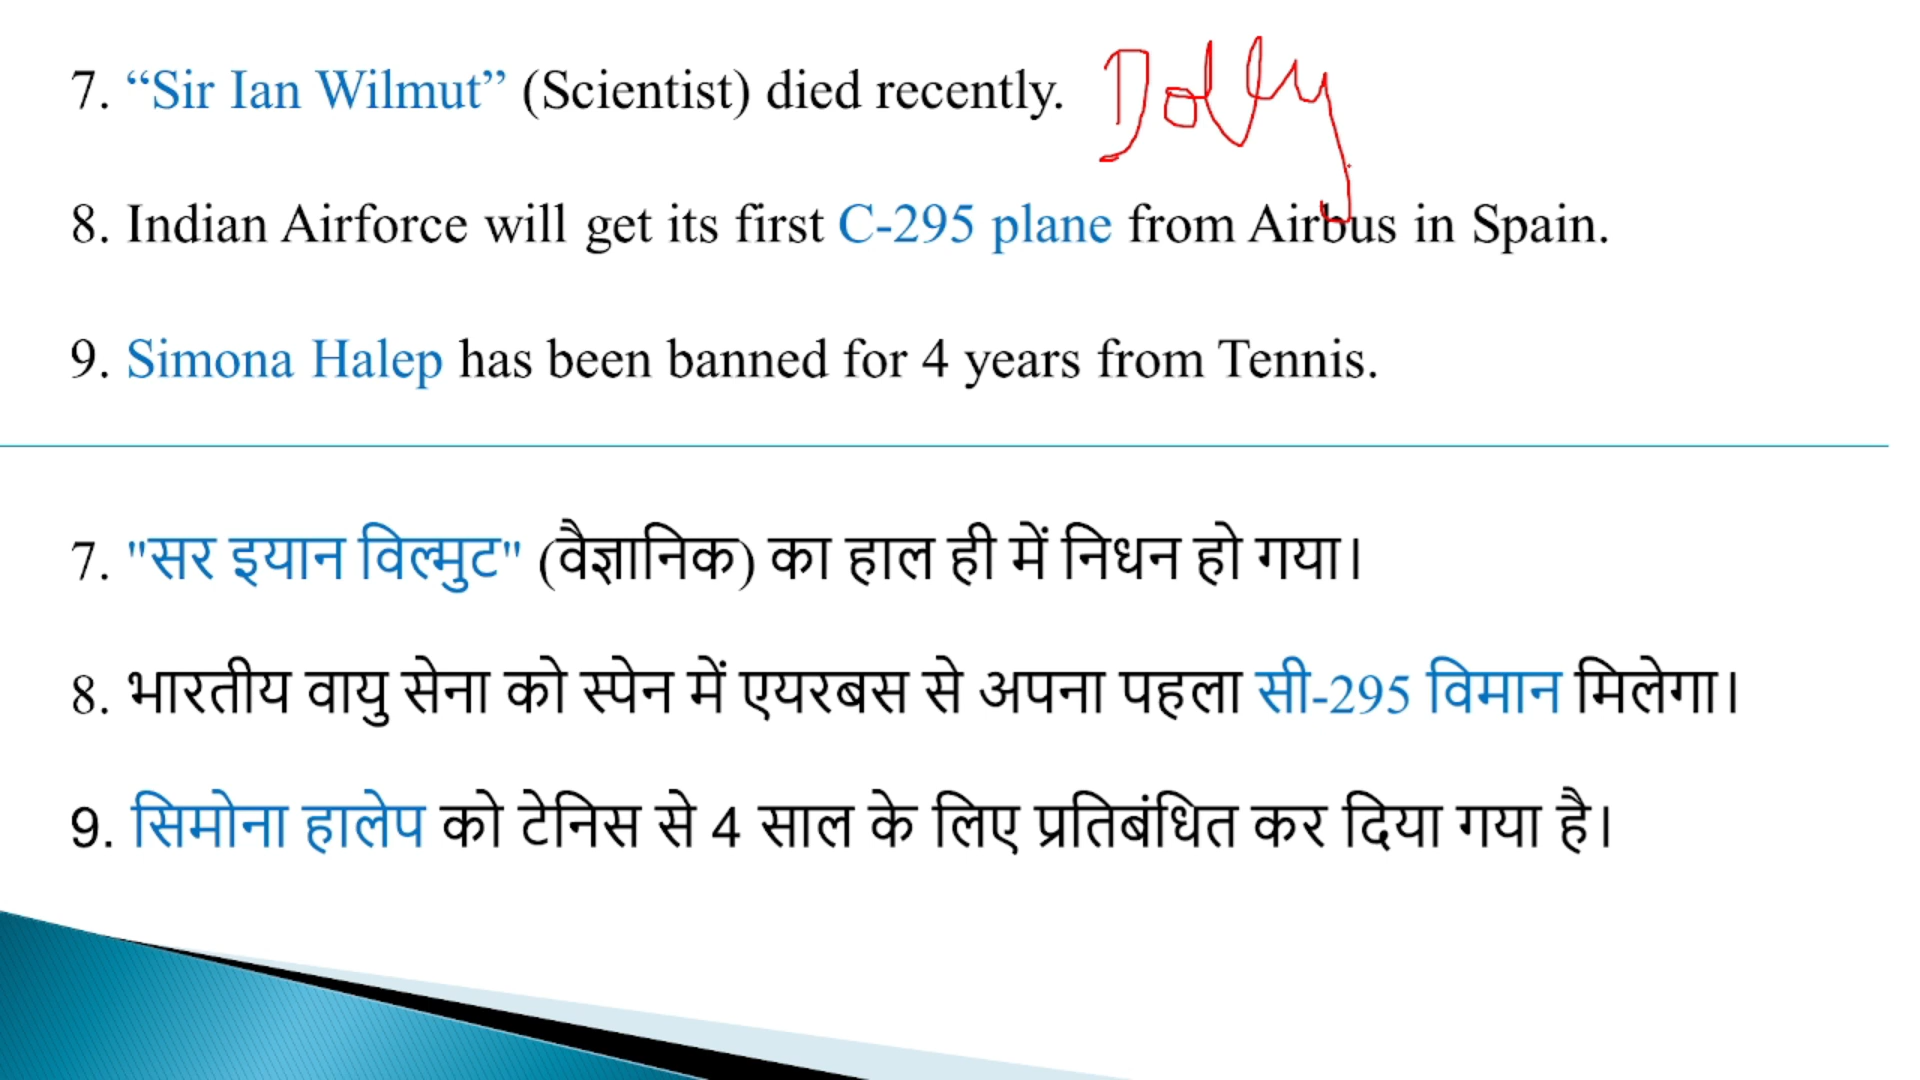 7. “Sir Ian Wilmut” (Scientist) died recently. Dolly
8. Indian Airforce will get its first C-295 plane from Airbus in Spain.
9. Simona Halep has been banned for 4 years from Tennis.
7. "सर इयान विल्मुट" (वैज्ञानिक) का हाल ही में निधन हो गया।
8. भारतीय वायु सेना को स्पेन में एयरबस से अपना पहला सी-295 विमान मिलेगा।
9. सिमोना हालेप को टेनिस से 4 साल के लिए प्रतिबंधित कर दिया गया है।